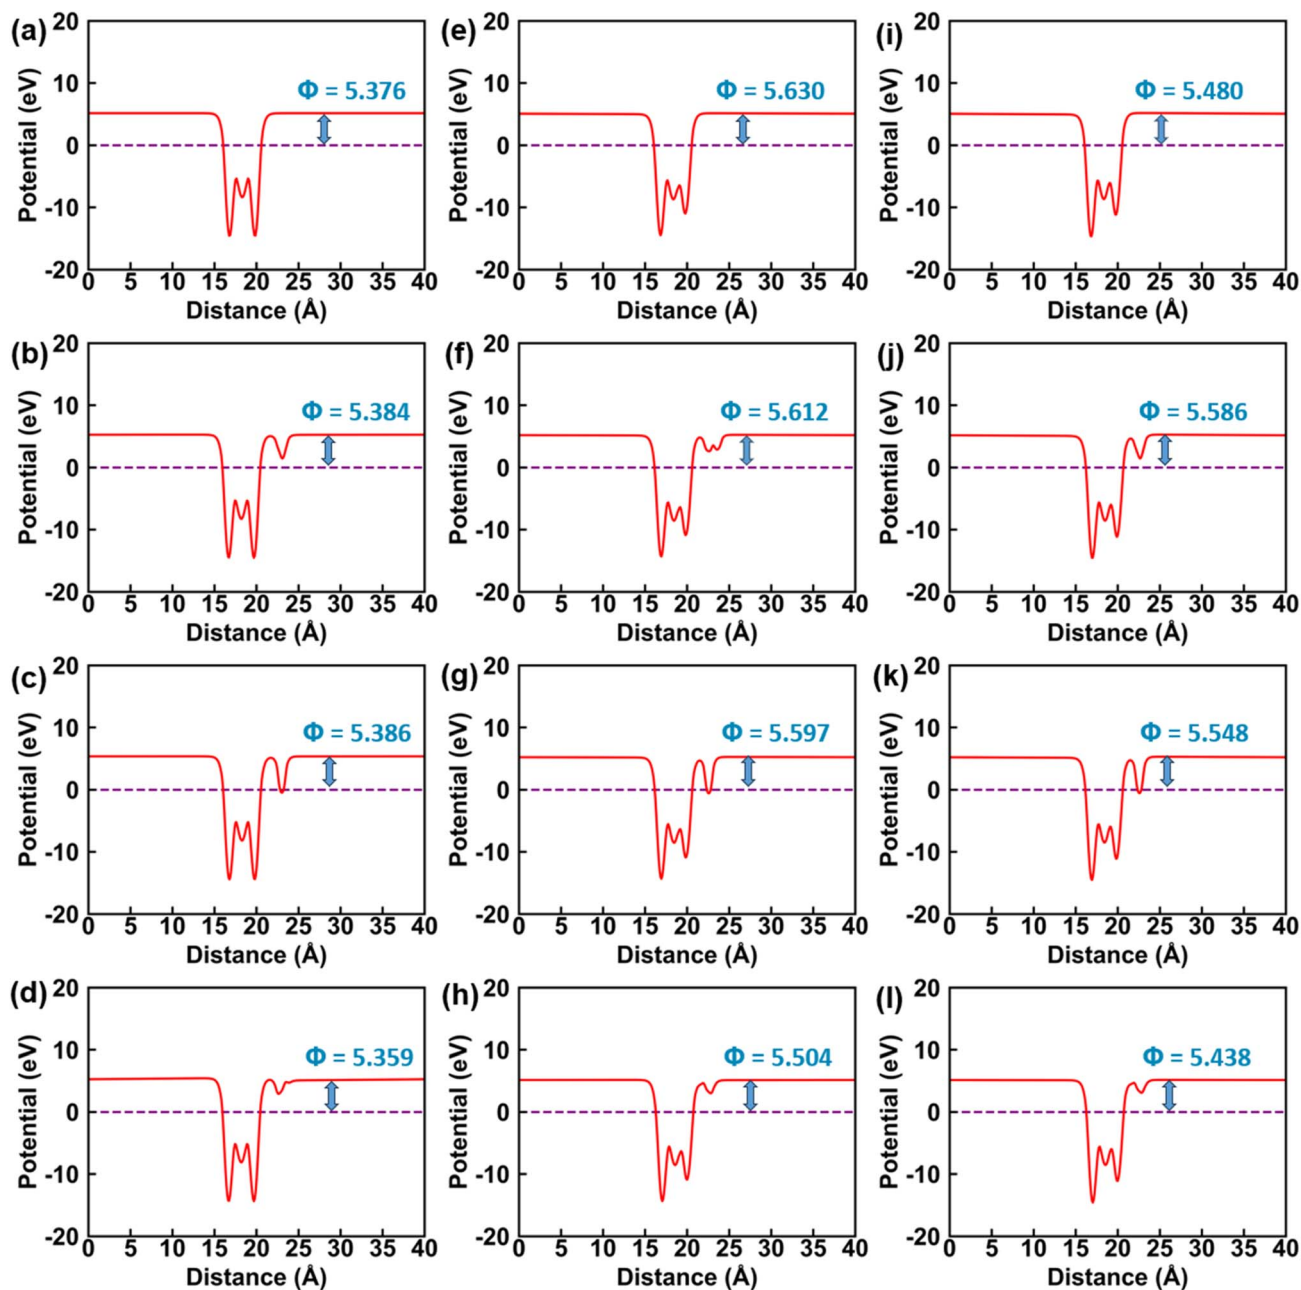 (a)
20
10
0
-10
-20
Potential (eV)
Φ = 5.376
0 5 10 15 20 25 30 35 40
Distance (Å)
(e)
20
10
0
-10
-20
Potential (eV)
Φ = 5.630
0 5 10 15 20 25 30 35 40
Distance (Å)
(i)
20
10
0
-10
-20
Potential (eV)
Φ = 5.480
0 5 10 15 20 25 30 35 40
Distance (Å)
(b)
20
10
0
-10
-20
Potential (eV)
Φ = 5.384
0 5 10 15 20 25 30 35 40
Distance (Å)
(f)
20
10
0
-10
-20
Potential (eV)
Φ = 5.612
0 5 10 15 20 25 30 35 40
Distance (Å)
(j)
20
10
0
-10
-20
Potential (eV)
Φ = 5.586
0 5 10 15 20 25 30 35 40
Distance (Å)
(c)
20
10
0
-10
-20
Potential (eV)
Φ = 5.386
0 5 10 15 20 25 30 35 40
Distance (Å)
(g)
20
10
0
-10
-20
Potential (eV)
Φ = 5.597
0 5 10 15 20 25 30 35 40
Distance (Å)
(k)
20
10
0
-10
-20
Potential (eV)
Φ = 5.548
0 5 10 15 20 25 30 35 40
Distance (Å)
(d)
20
10
0
-10
-20
Potential (eV)
Φ = 5.359
0 5 10 15 20 25 30 35 40
Distance (Å)
(h)
20
10
0
-10
-20
Potential (eV)
Φ = 5.504
0 5 10 15 20 25 30 35 40
Distance (Å)
(l)
20
10
0
-10
-20
Potential (eV)
Φ = 5.438
0 5 10 15 20 25 30 35 40
Distance (Å)